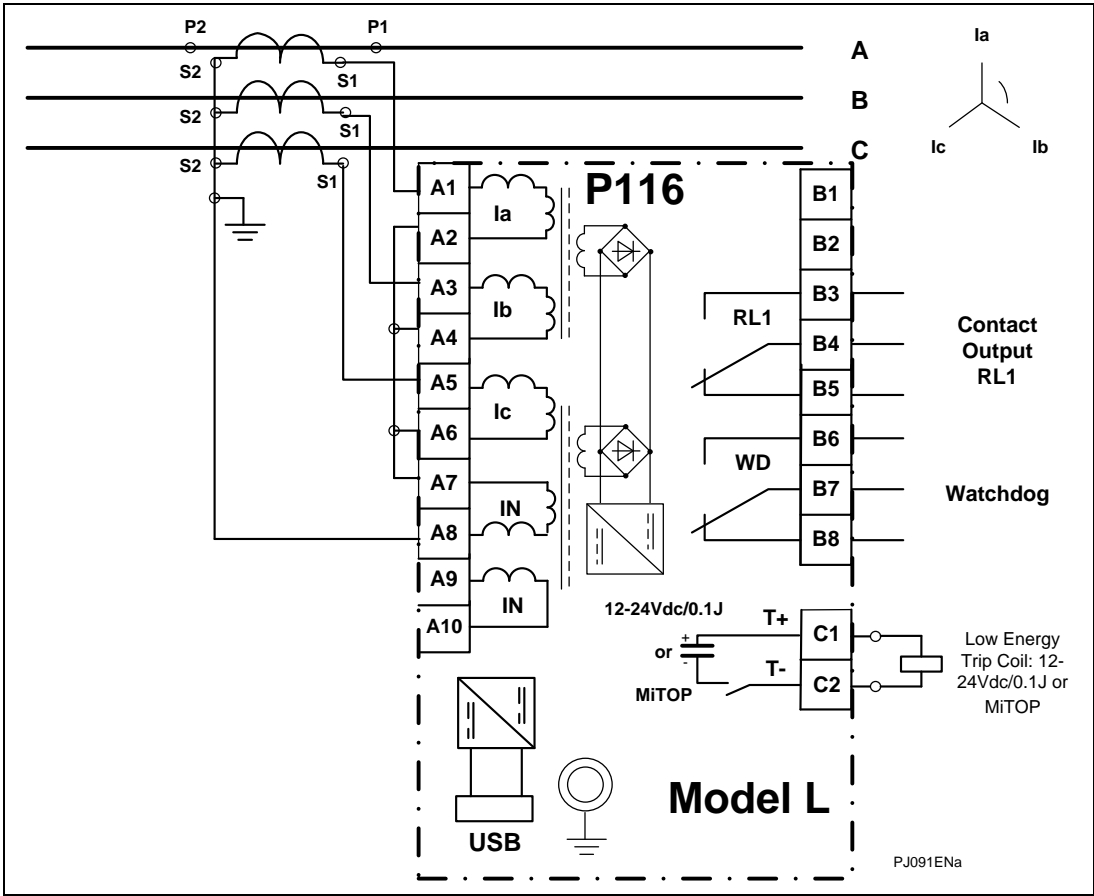 P2
P1
A
Ia
S2
S1
B
S2
S1
Ic
Ib
C
S2
S1
P116
A1
Ia
B1
A2
B2
A3
Ib
B3
RL1
Contact
Output
RL1
A4
B4
A5
Ic
B5
A6
B6
WD
A7
IN
B7
Watchdog
A8
B8
A9
IN
A10
12-24Vdc/0.1J
or
+
-
MiTOP
T+
C1
T-
C2
Low Energy
Trip Coil: 12-
24Vdc/0.1J or
MiTOP
USB
Model L
PJ091ENa